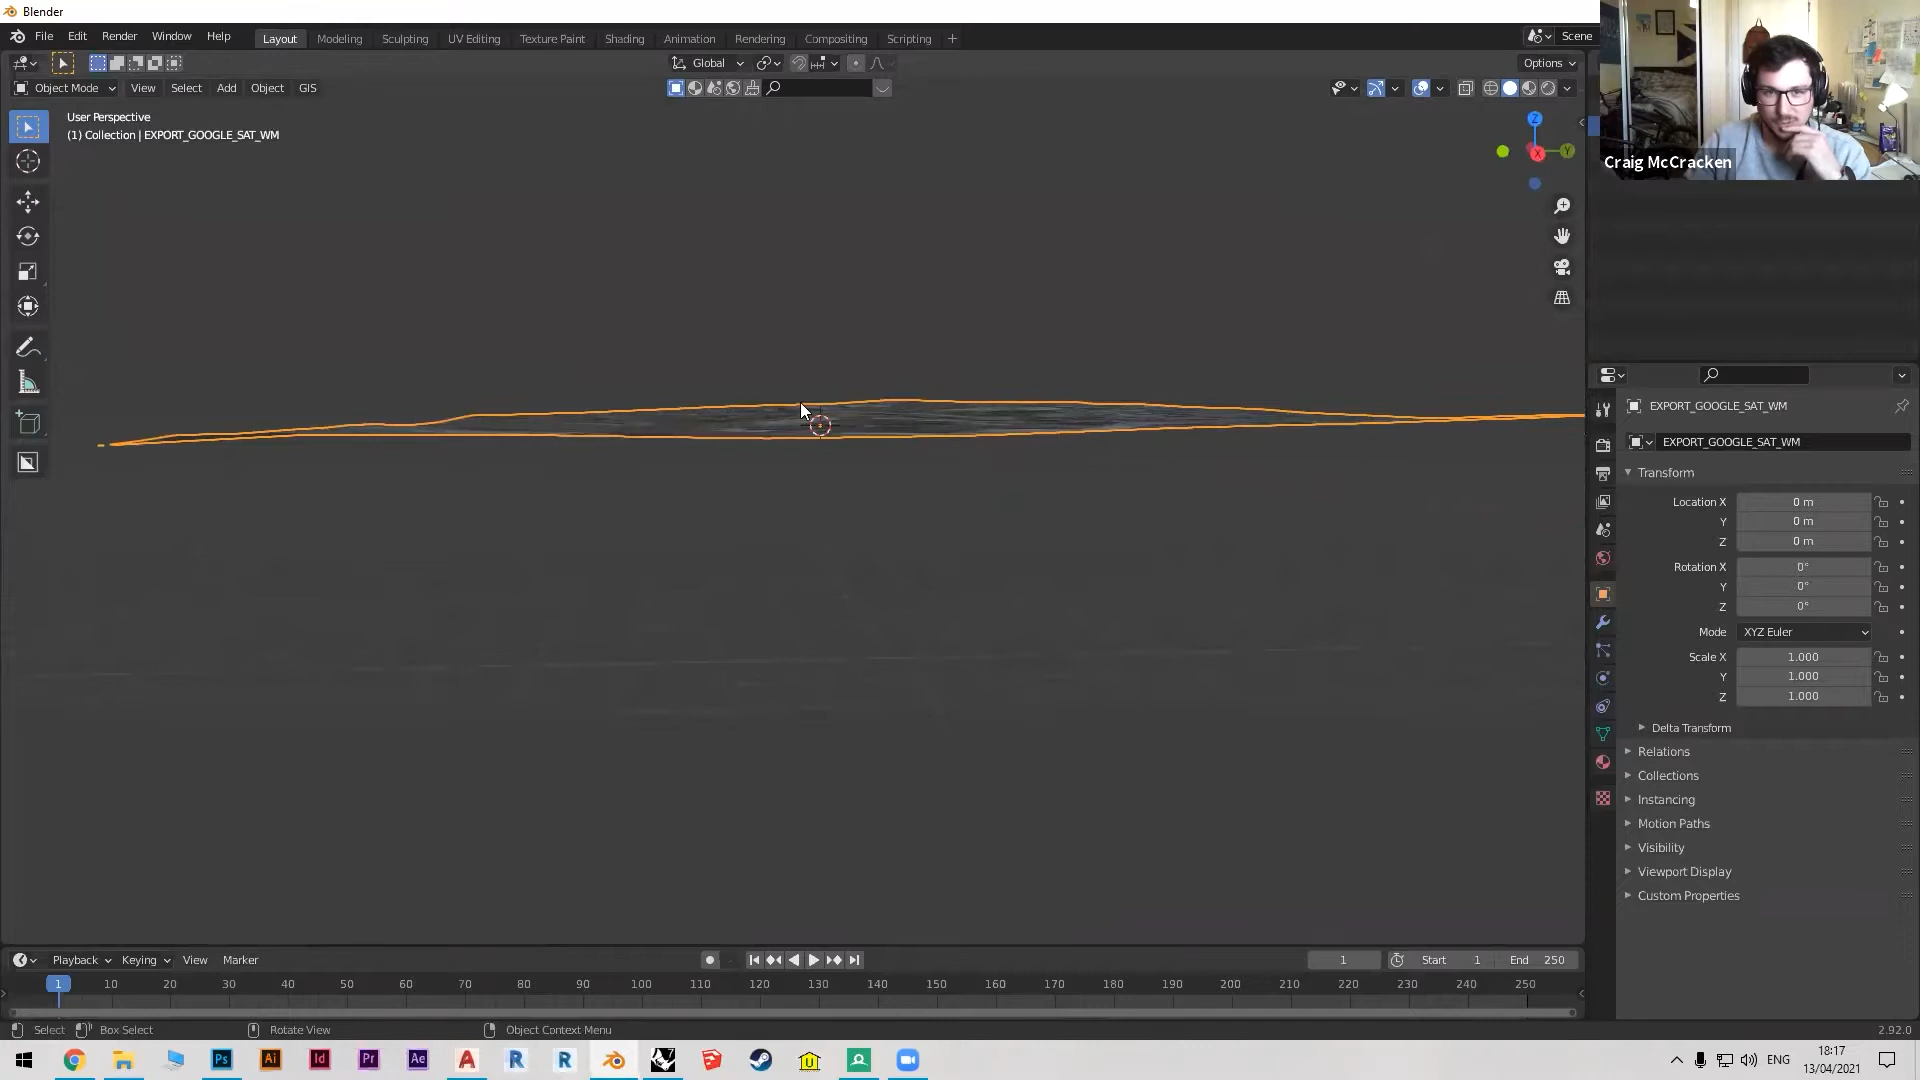 Blender
File Edit Render Window Help
Layout Modeling Sculpting UV Editing Texture Paint Shading Animation Rendering Compositing Scripting +
Scene
Global
Options
Object Mode View Select Add Object GIS
User Perspective
(1) Collection | EXPORT_GOOGLE_SAT_WM
Z
X
Y
Craig McCracken
EXPORT_GOOGLE_SAT_WM
EXPORT_GOOGLE_SAT_WM
Transform
Location X 0 m
Y 0 m
Z 0 m
Rotation X 0°
Y 0°
Z 0°
Mode XYZ Euler
Scale X 1.000
Y 1.000
Z 1.000
Delta Transform
Relations
Collections
Instancing
Motion Paths
Visibility
Viewport Display
Custom Properties
Playback Keying View Marker
1 Start 1 End 250
1 10 20 30 40 50 60 70 80 90 100 110 120 130 140 150 160 170 180 190 200 210 220 230 240 250
Select Box Select Rotate View Object Context Menu 2.92.0
Ps Ai Id Pr Ae A R R U
ENG
18:17
13/04/2021